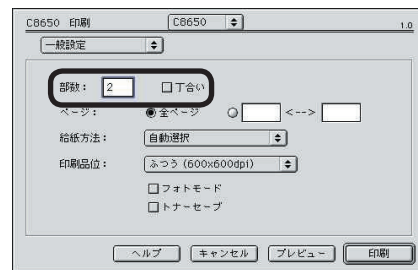 C8650 印刷 C8650 1.0
一般設定
部数： 2 丁合い
ページ： 全ページ <-->
給紙方法： 自動選択
印刷品位： ふつう (600x600dpi)
フォトモード
トナーセーブ
ヘルプ キャンセル プレビュー 印刷